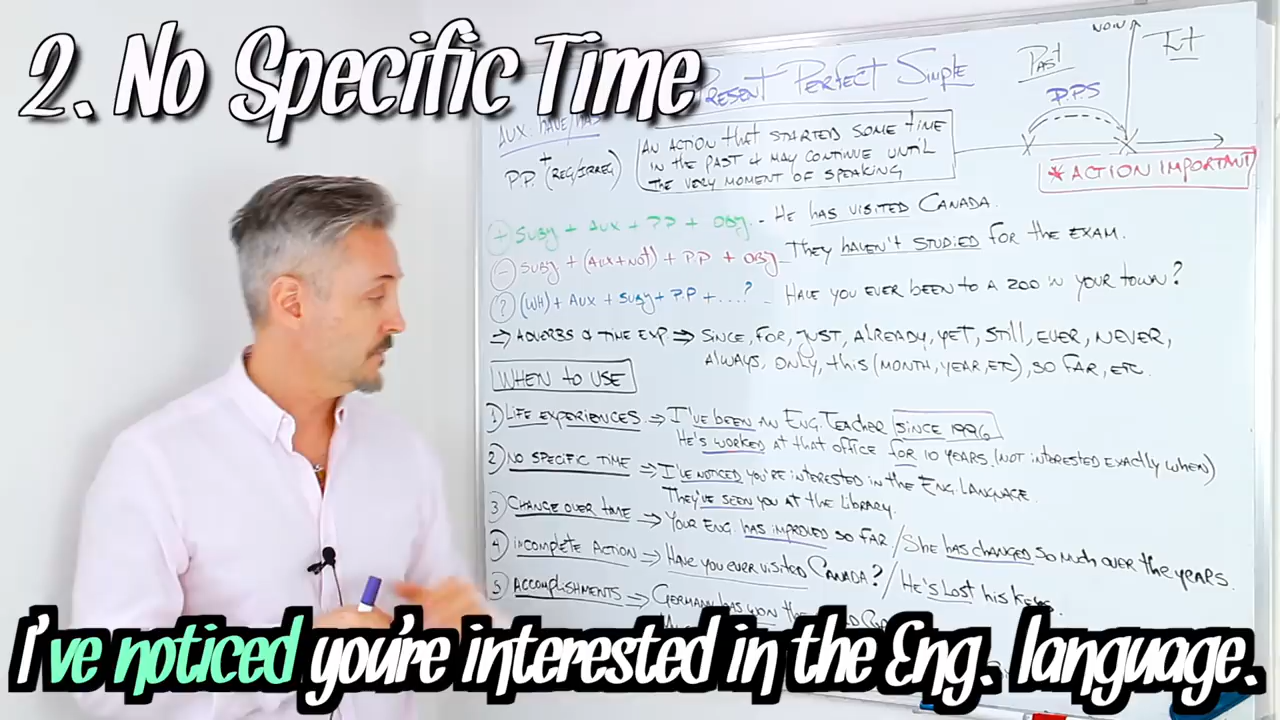 2. No Specific Time
PRESENT PERFECT SIMPLE
NOW
Past
Fut
P.P.S
AUX HAVE/HAS
+
P.P. (REG/IRREG)
AN ACTION THAT STARTED SOME TIME
IN THE PAST & MAY CONTINUE UNTIL
THE VERY MOMENT OF SPEAKING
*ACTION IMPORTANT
+ SUBJ + AUX + PP + OBJ. - HE HAS VISITED CANADA.
- SUBJ + (AUX+NOT) + P.P + OBJ - THEY HAVEN'T STUDIED FOR THE EXAM.
? (WH) + AUX + SUBJ + P.P + ....? - HAVE YOU EVER BEEN TO A ZOO IN YOUR TOWN?
⇒ ADVERBS & TIME EXP ⇒ SINCE, FOR, JUST, ALREADY, YET, STILL, EVER, NEVER,
ALWAYS, ONLY, THIS (MONTH, YEAR, ETC), SO FAR, ETC.
WHEN TO USE
1 LIFE EXPERIENCES ⇒ I'VE BEEN AN ENG. TEACHER SINCE 1996
HE'S WORKED AT THAT OFFICE FOR 10 YEARS. (NOT INTERESTED EXACTLY WHEN)
2 NO SPECIFIC TIME ⇒ I'VE NOTICED YOU'RE INTERESTED IN THE ENG. LANGUAGE.
THEY'VE SEEN YOU AT THE LIBRARY.
3 CHANGE OVER TIME → YOUR ENG. HAS IMPROVED SO FAR / SHE HAS CHANGED SO MUCH OVER THE YEARS.
4 INCOMPLETE ACTION → HAVE YOU EVER VISITED CANADA? / HE'S LOST HIS KEYS.
5 ACCOMPLISHMENTS → GERMANY HAS WON THE
I've noticed you're interested in the Eng. language.